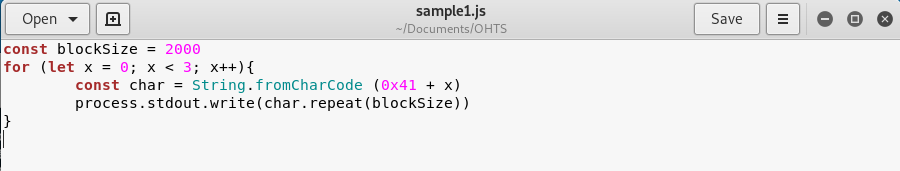 Open
sample1.js
~/Documents/OHTS
Save
const blockSize = 2000
for (let x = 0; x < 3; x++){
        const char = String.fromCharCode (0x41 + x)
        process.stdout.write(char.repeat(blockSize))
}